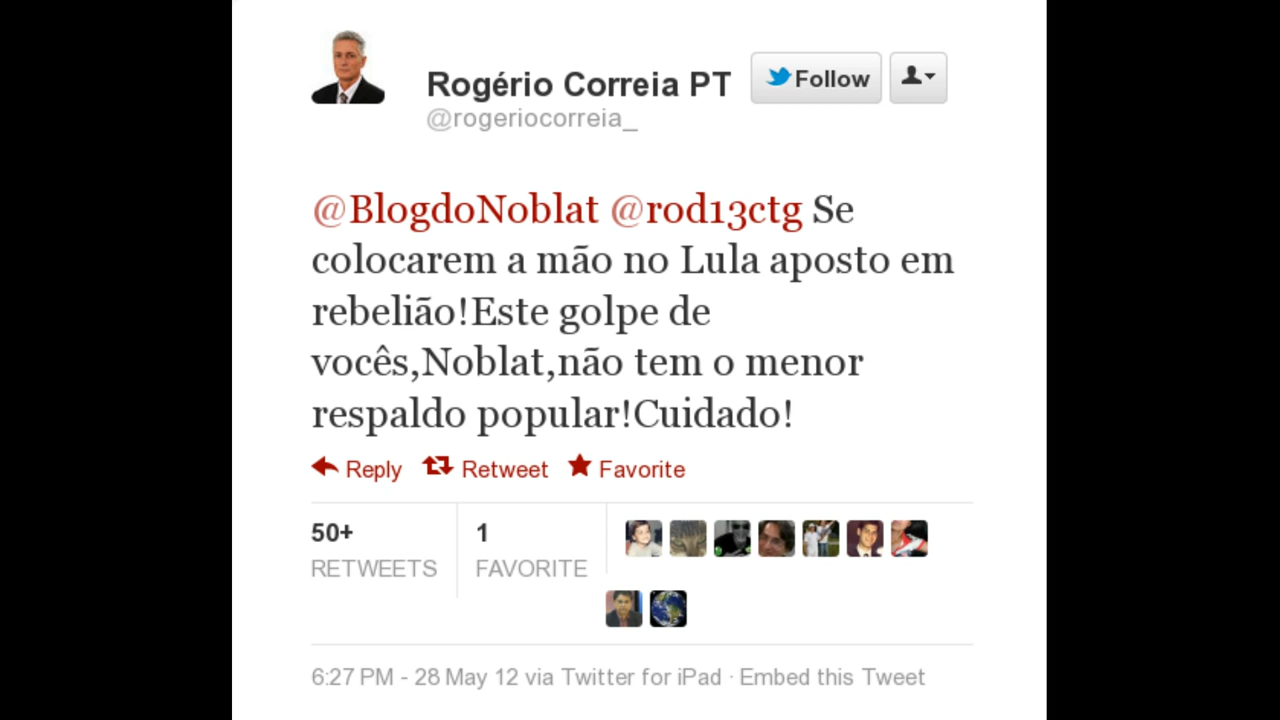 Rogério Correia PT
Follow
@rogeriocorreia_
@BlogdoNoblat @rod13ctg Se
colocarem a mão no Lula aposto em
rebelião!Este golpe de
vocês,Noblat,não tem o menor
respaldo popular!Cuidado!
Reply Retweet Favorite
50+ 1
RETWEETS FAVORITE
6:27 PM - 28 May 12 via Twitter for iPad · Embed this Tweet